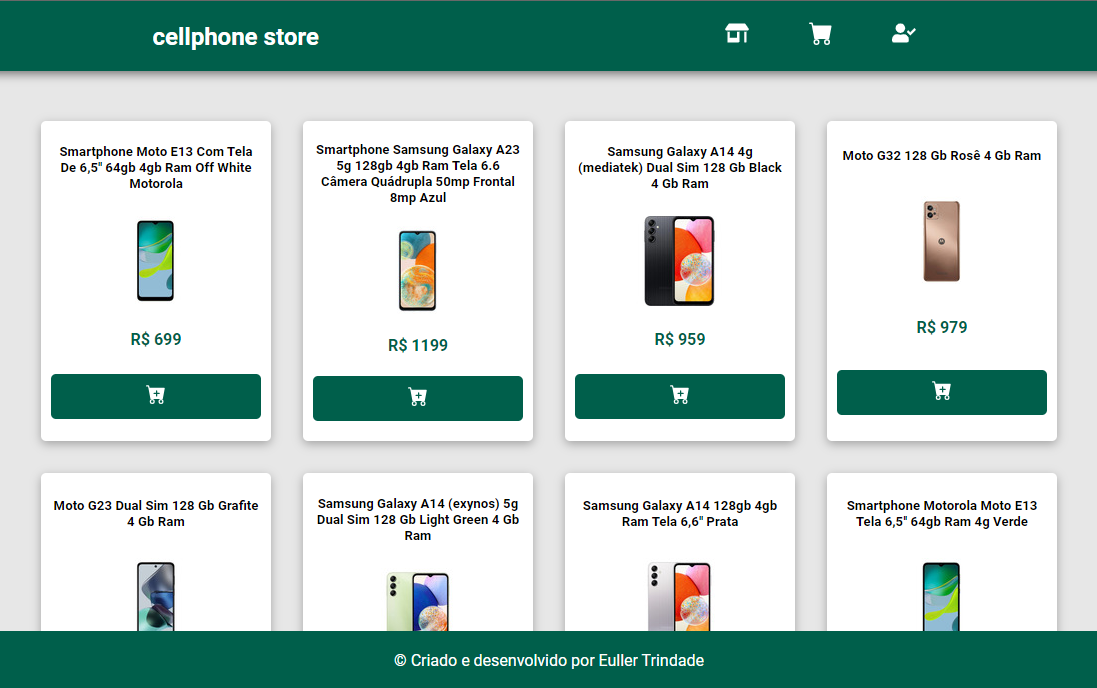 cellphone store
Smartphone Moto E13 Com Tela
De 6,5" 64gb 4gb Ram Off White
Motorola
R$ 699
Smartphone Samsung Galaxy A23
5g 128gb 4gb Ram Tela 6.6
Câmera Quádrupla 50mp Frontal
8mp Azul
R$ 1199
Samsung Galaxy A14 4g
(mediatek) Dual Sim 128 Gb Black
4 Gb Ram
R$ 959
Moto G32 128 Gb Rosê 4 Gb Ram
R$ 979
Moto G23 Dual Sim 128 Gb Grafite
4 Gb Ram
Samsung Galaxy A14 (exynos) 5g
Dual Sim 128 Gb Light Green 4 Gb
Ram
Samsung Galaxy A14 128gb 4gb
Ram Tela 6,6" Prata
Smartphone Motorola Moto E13
Tela 6,5" 64gb Ram 4g Verde
© Criado e desenvolvido por Euller Trindade